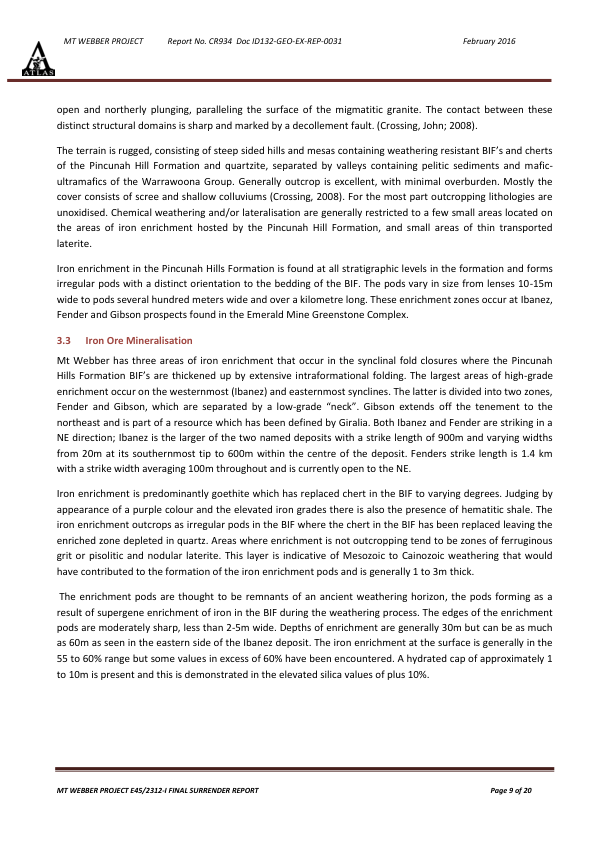 MT WEBBER PROJECT Report No. CR934 Doc ID132-GEO-EX-REP-0031 February 2016
ATLAS
open and northerly plunging, paralleling the surface of the migmatitic granite. The contact between these
distinct structural domains is sharp and marked by a decollement fault. (Crossing, John; 2008).
The terrain is rugged, consisting of steep sided hills and mesas containing weathering resistant BIF's and cherts
of the Pincunah Hill Formation and quartzite, separated by valleys containing pelitic sediments and mafic-
ultramafics of the Warrawoona Group. Generally outcrop is excellent, with minimal overburden. Mostly the
cover consists of scree and shallow colluviums (Crossing, 2008). For the most part outcropping lithologies are
unoxidised. Chemical weathering and/or lateralisation are generally restricted to a few small areas located on
the areas of iron enrichment hosted by the Pincunah Hill Formation, and small areas of thin transported
laterite.
Iron enrichment in the Pincunah Hills Formation is found at all stratigraphic levels in the formation and forms
irregular pods with a distinct orientation to the bedding of the BIF. The pods vary in size from lenses 10-15m
wide to pods several hundred meters wide and over a kilometre long. These enrichment zones occur at Ibanez,
Fender and Gibson prospects found in the Emerald Mine Greenstone Complex.
3.3 Iron Ore Mineralisation
Mt Webber has three areas of iron enrichment that occur in the synclinal fold closures where the Pincunah
Hills Formation BIF's are thickened up by extensive intraformational folding. The largest areas of high-grade
enrichment occur on the westernmost (Ibanez) and easternmost synclines. The latter is divided into two zones,
Fender and Gibson, which are separated by a low-grade "neck". Gibson extends off the tenement to the
northeast and is part of a resource which has been defined by Giralia. Both Ibanez and Fender are striking in a
NE direction; Ibanez is the larger of the two named deposits with a strike length of 900m and varying widths
from 20m at its southernmost tip to 600m within the centre of the deposit. Fenders strike length is 1.4 km
with a strike width averaging 100m throughout and is currently open to the NE.
Iron enrichment is predominantly goethite which has replaced chert in the BIF to varying degrees. Judging by
appearance of a purple colour and the elevated iron grades there is also the presence of hematitic shale. The
iron enrichment outcrops as irregular pods in the BIF where the chert in the BIF has been replaced leaving the
enriched zone depleted in quartz. Areas where enrichment is not outcropping tend to be zones of ferruginous
grit or pisolitic and nodular laterite. This layer is indicative of Mesozoic to Cainozoic weathering that would
have contributed to the formation of the iron enrichment pods and is generally 1 to 3m thick.
The enrichment pods are thought to be remnants of an ancient weathering horizon, the pods forming as a
result of supergene enrichment of iron in the BIF during the weathering process. The edges of the enrichment
pods are moderately sharp, less than 2-5m wide. Depths of enrichment are generally 30m but can be as much
as 60m as seen in the eastern side of the Ibanez deposit. The iron enrichment at the surface is generally in the
55 to 60% range but some values in excess of 60% have been encountered. A hydrated cap of approximately 1
to 10m is present and this is demonstrated in the elevated silica values of plus 10%.
MT WEBBER PROJECT E45/2312-I FINAL SURRENDER REPORT Page 9 of 20